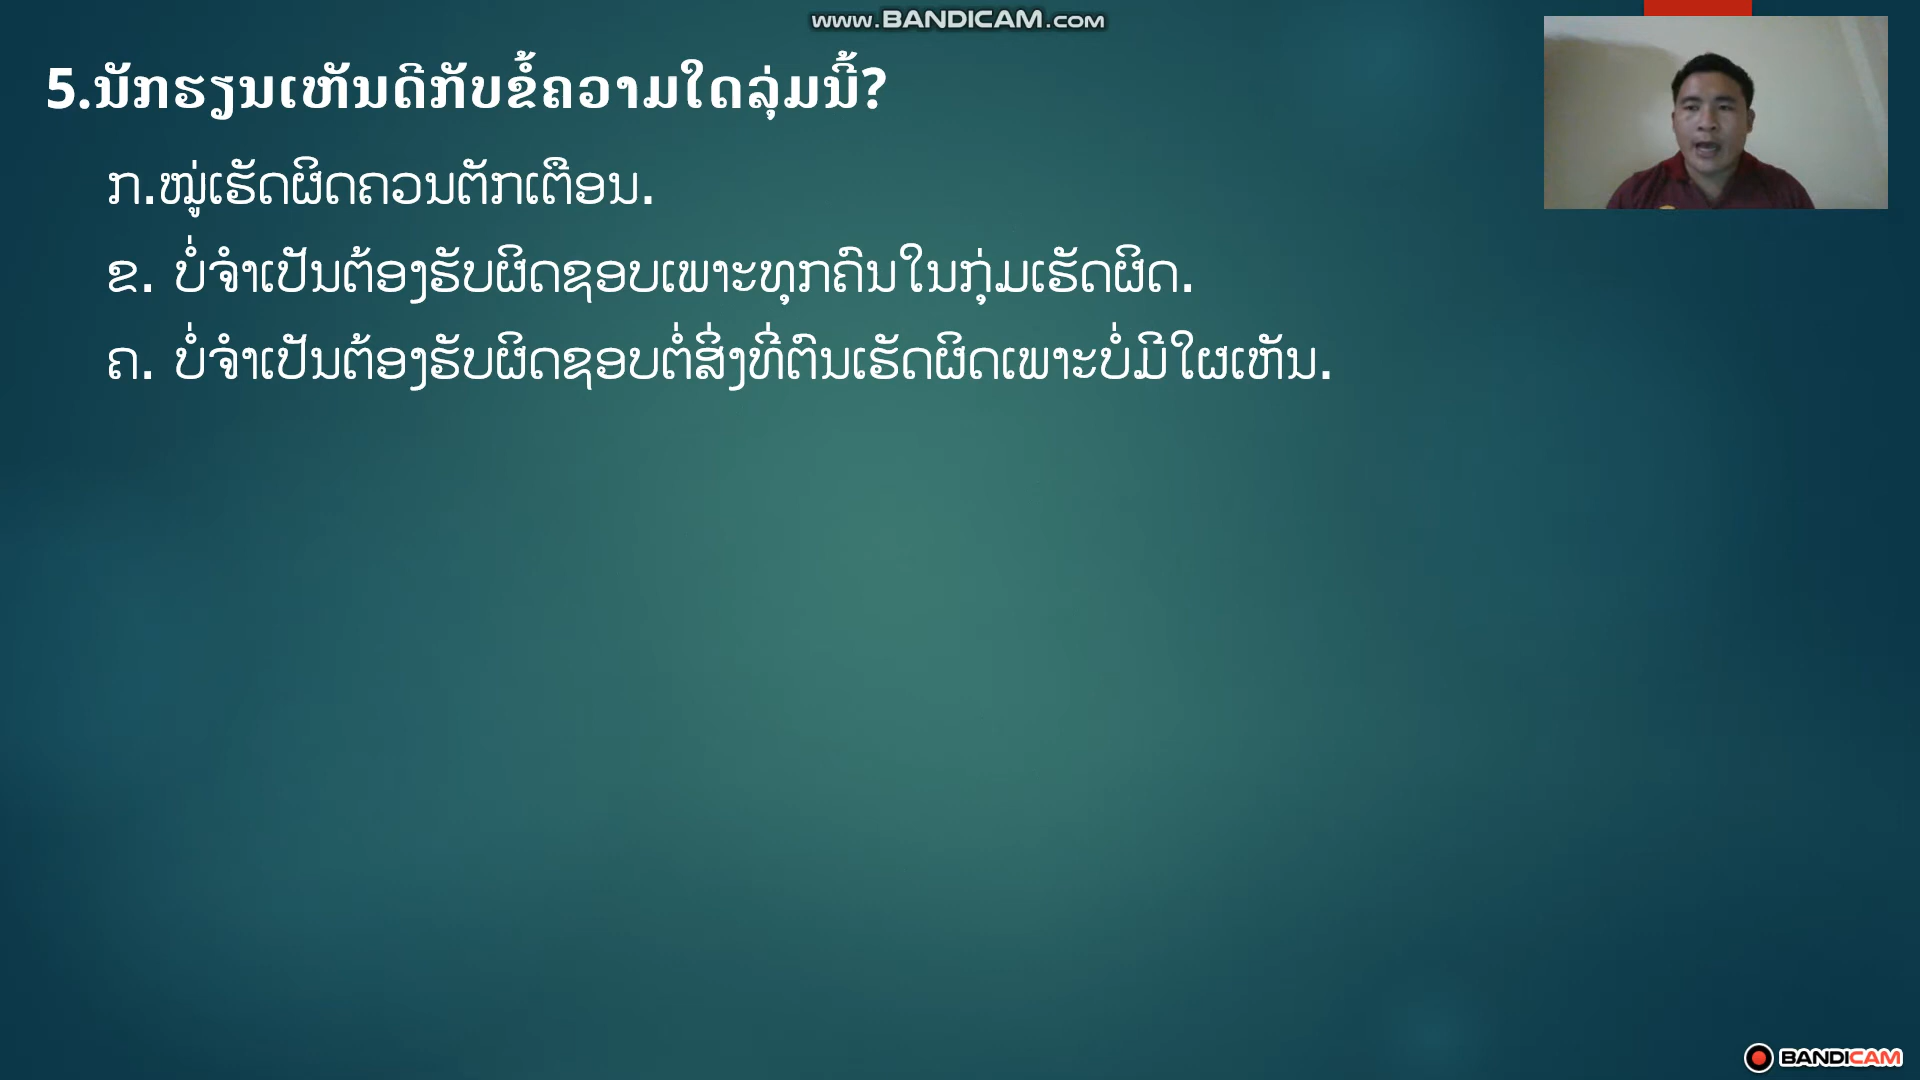 www.BANDICAM.com
5.ນັກຮຽນເຫັນດີກັບຂໍ້ຄວາມໃດລຸ່ມນີ້?
ກ.ໝູ່ເຮັດຜິດຄວນຕັກເຕືອນ.
ຂ. ບໍ່ຈຳເປັນຕ້ອງຮັບຜິດຊອບເພາະທຸກຄົນໃນກຸ່ມເຮັດຜິດ.
ຄ. ບໍ່ຈຳເປັນຕ້ອງຮັບຜິດຊອບຕໍ່ສິ່ງທີ່ຕົນເຮັດຜິດເພາະບໍ່ມີໃຜເຫັນ.
BANDICAM